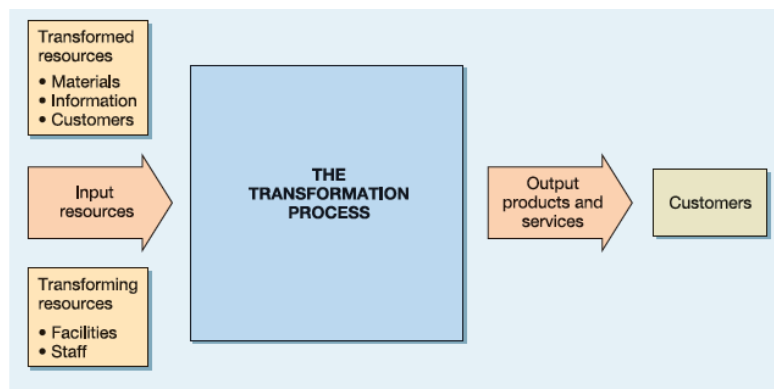 Transformed
resources
• Materials
• Information
• Customers
Input
resources
Transforming
resources
• Facilities
• Staff
THE
TRANSFORMATION
PROCESS
Output
products and
services
Customers